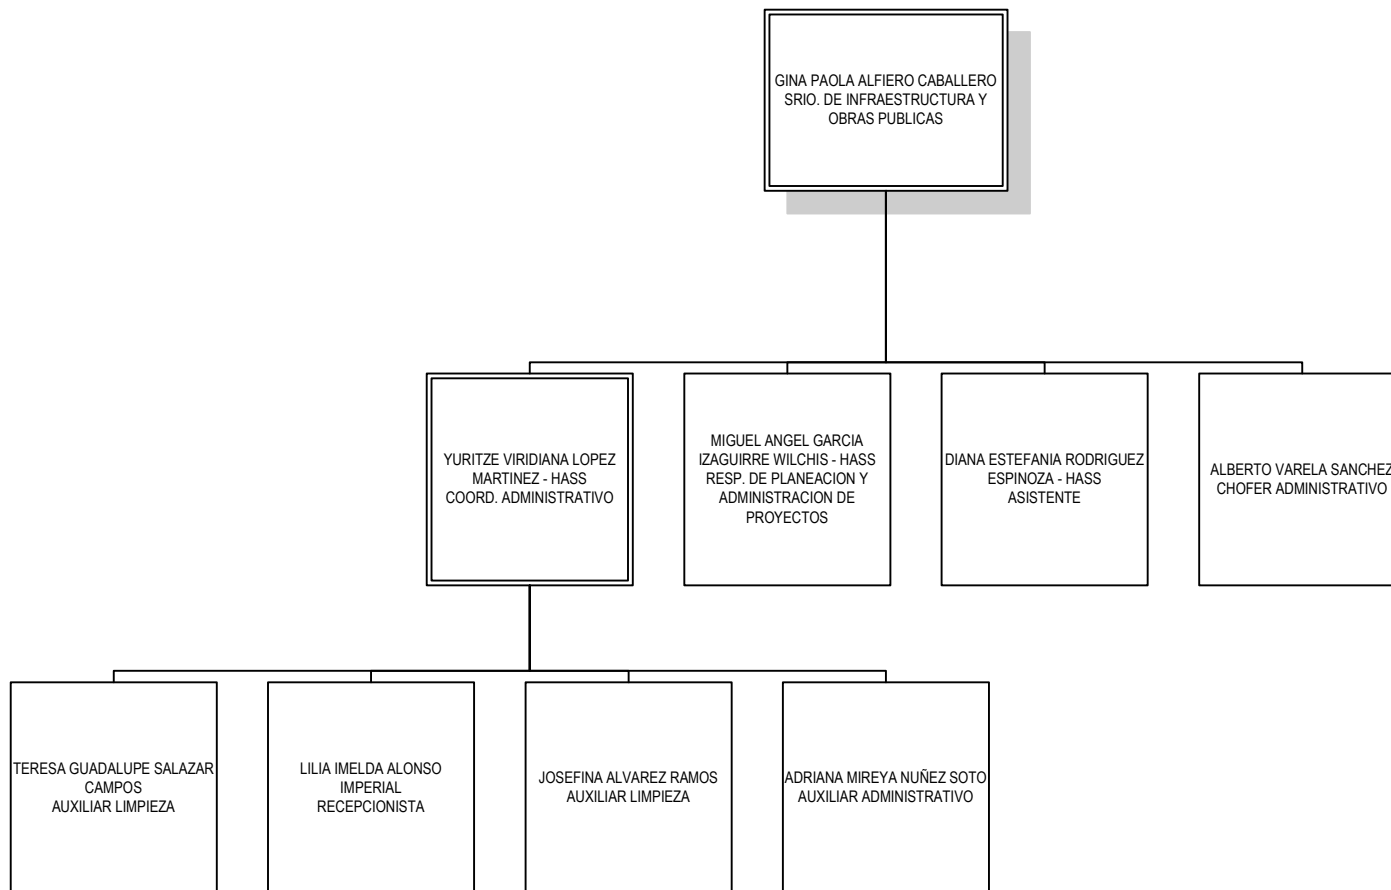 GINA PAOLA ALFIERO CABALLERO
SRIO. DE INFRAESTRUCTURA Y
OBRAS PUBLICAS
YURITZE VIRIDIANA LOPEZ
MARTINEZ - HASS
COORD. ADMINISTRATIVO
MIGUEL ANGEL GARCIA
IZAGUIRRE WILCHIS - HASS
RESP. DE PLANEACION Y
ADMINISTRACION DE
PROYECTOS
DIANA ESTEFANIA RODRIGUEZ
ESPINOZA - HASS
ASISTENTE
ALBERTO VARELA SANCHEZ
CHOFER ADMINISTRATIVO
TERESA GUADALUPE SALAZAR
CAMPOS
AUXILIAR LIMPIEZA
LILIA IMELDA ALONSO
IMPERIAL
RECEPCIONISTA
JOSEFINA ALVAREZ RAMOS
AUXILIAR LIMPIEZA
ADRIANA MIREYA NUÑEZ SOTO
AUXILIAR ADMINISTRATIVO